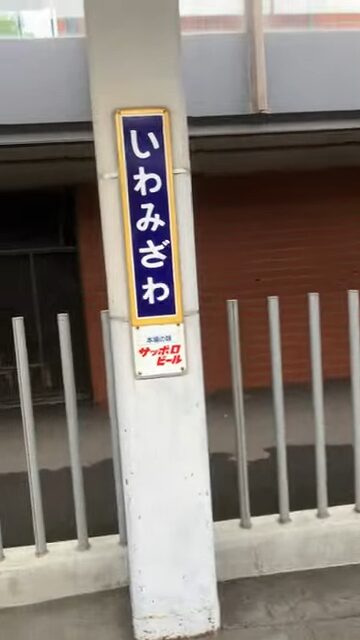 いわみざわ
本場の味
サッポロ
ビール